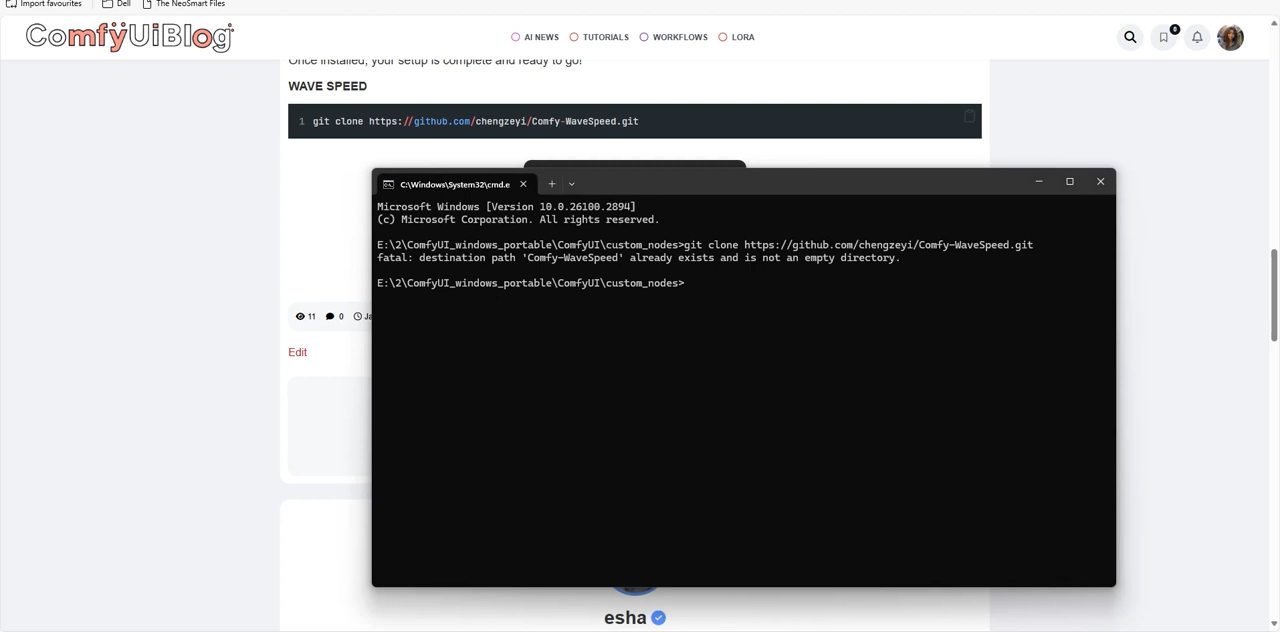 Import favourites
Dell
The NeoSmart Files
ComfyUiBlog
AI NEWS
TUTORIALS
WORKFLOWS
LORA
0
Once installed, your setup is complete and ready to go!
WAVE SPEED
1 git clone https://github.com/chengzeyi/Comfy-WaveSpeed.git
C:\Windows\System32\cmd.e
Microsoft Windows [Version 10.0.26100.2894]
(c) Microsoft Corporation. All rights reserved.
E:\2\ComfyUI_windows_portable\ComfyUI\custom_nodes>git clone https://github.com/chengzeyi/Comfy-WaveSpeed.git
fatal: destination path 'Comfy-WaveSpeed' already exists and is not an empty directory.
E:\2\ComfyUI_windows_portable\ComfyUI\custom_nodes>
11
0
Ja
Edit
esha